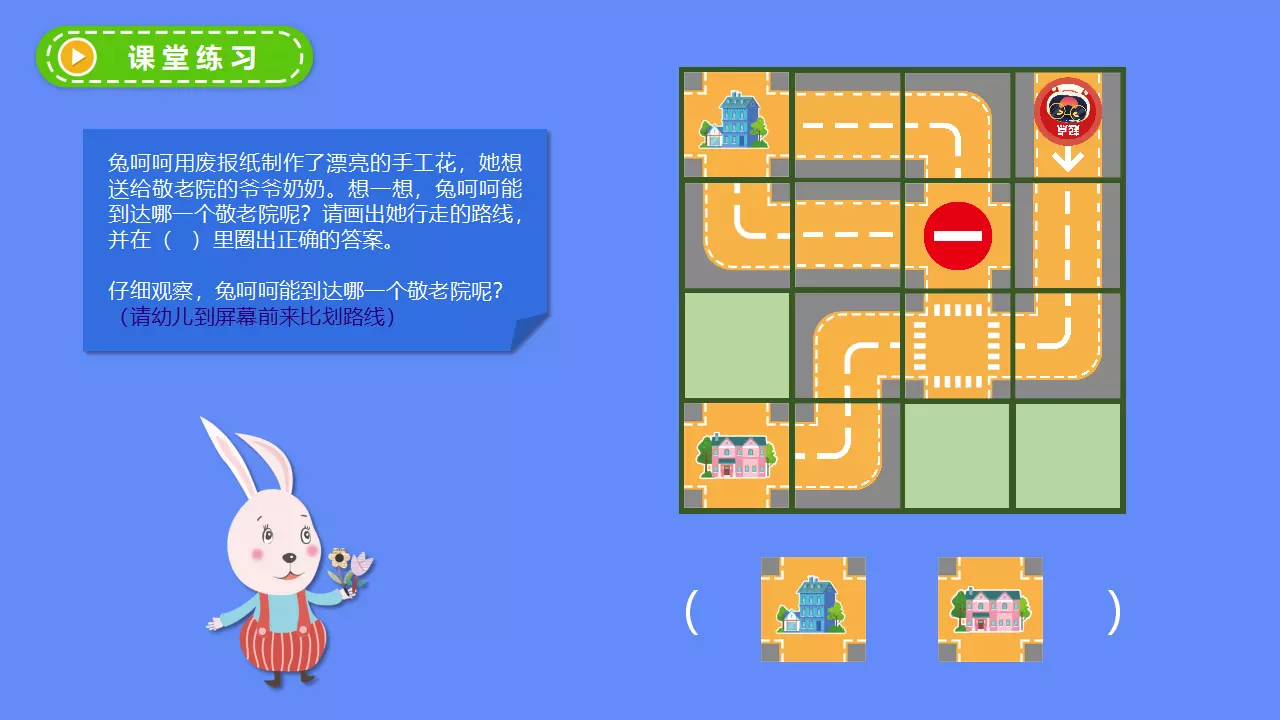 课堂练习
兔呵呵用废报纸制作了漂亮的手工花，她想
送给敬老院的爷爷奶奶。想一想，兔呵呵能
到达哪一个敬老院呢？请画出她行走的路线，
并在（ ）里圈出正确的答案。
仔细观察，兔呵呵能到达哪一个敬老院呢？
（请幼儿到屏幕前来比划路线）
起点
( )